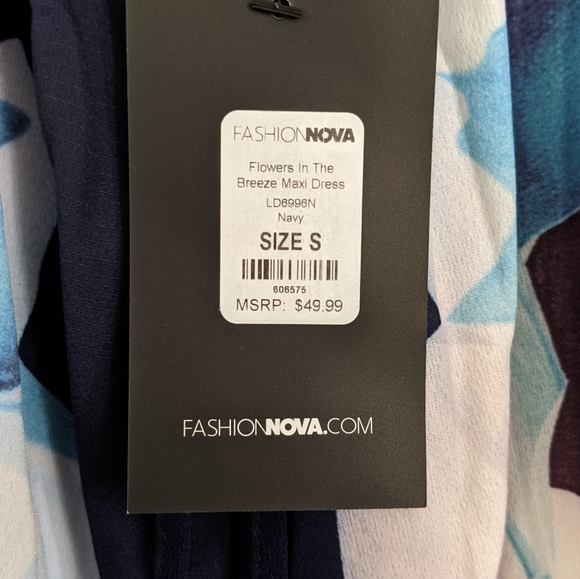 FASHIONNOVA
Flowers In The
Breeze Maxi Dress
LD6996N
Navy
SIZE S
606575
MSRP: $49.99
FASHIONNOVA.COM